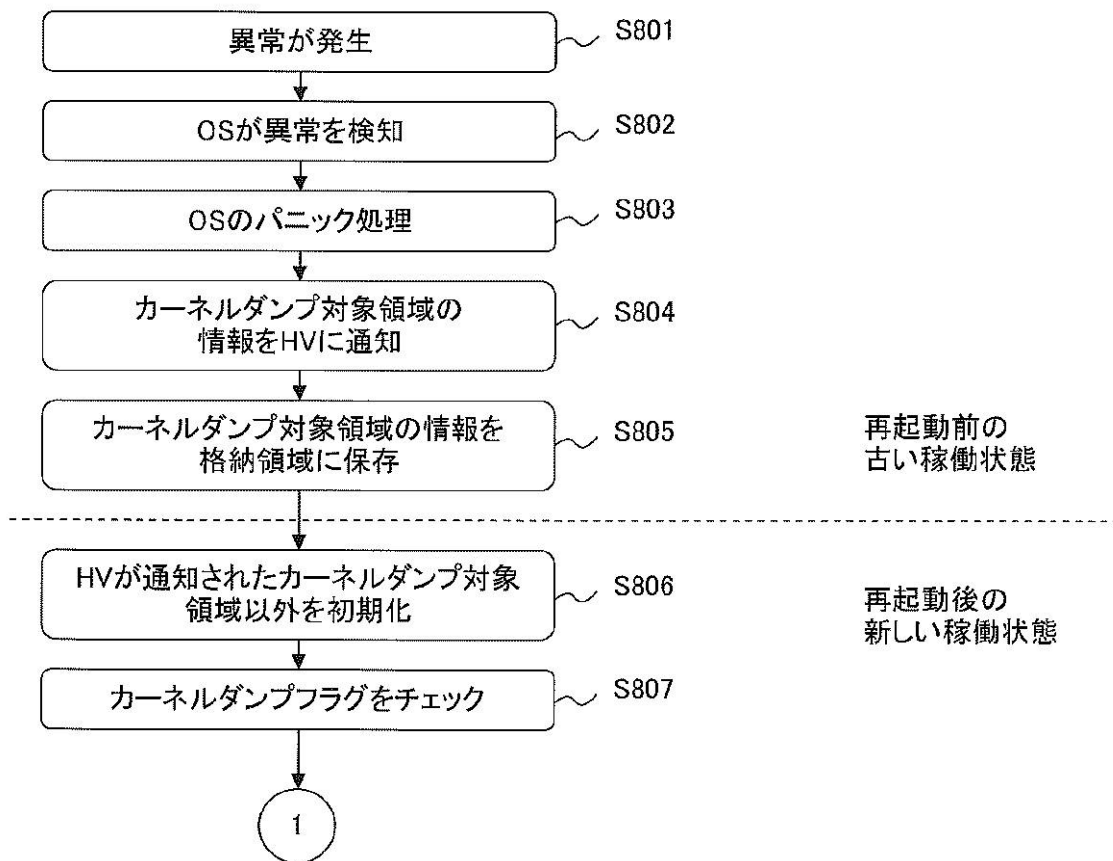 異常が発生
S801
OSが異常を検知
S802
OSのパニック処理
S803
カーネルダンプ対象領域の
情報をHVに通知
S804
カーネルダンプ対象領域の情報を
格納領域に保存
S805
再起動前の
古い稼働状態
HVが通知されたカーネルダンプ対象
領域以外を初期化
S806
再起動後の
新しい稼働状態
カーネルダンプフラグをチェック
S807
1